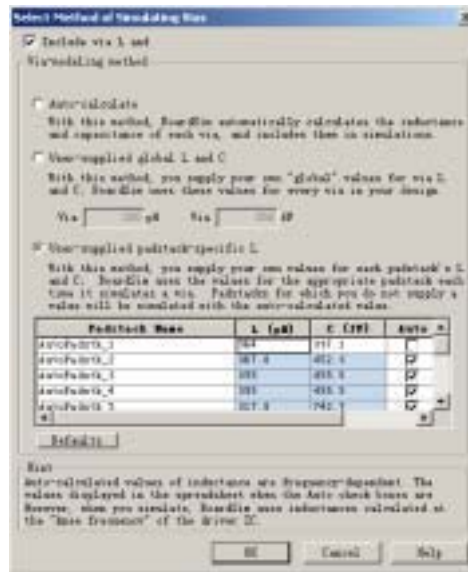 Select Method of Simulating Vias
Include via L and
Via-modeling method
Auto-calculate
With this method, BoardSim automatically calculates the inductance
and capacitance of each via, and includes them in simulations.
User-supplied global L and C
With this method, you supply your own "global" values for via L
and C. BoardSim uses these values for every via in your design.
Via pH Via fF
User-supplied padstack-specific L
With this method, you supply your own values for each padstack's L
and C. BoardSim uses the values for the appropriate padstack each
time it simulates a via. Padstacks for which you do not supply a
value will be simulated with the auto-calculated value.
Padstack Name L (pH) C (fF) Auto
AutoPadstk_1
AutoPadstk_2
AutoPadstk_3
AutoPadstk_4
AutoPadstk_5
Defaults
Hint
Auto-calculated values of inductance are frequency-dependent. The
values displayed in the spreadsheet when the Auto check boxes are
However, when you simulate, BoardSim uses inductances calculated at
the "knee frequency" of the driver IC.
OK Cancel Help